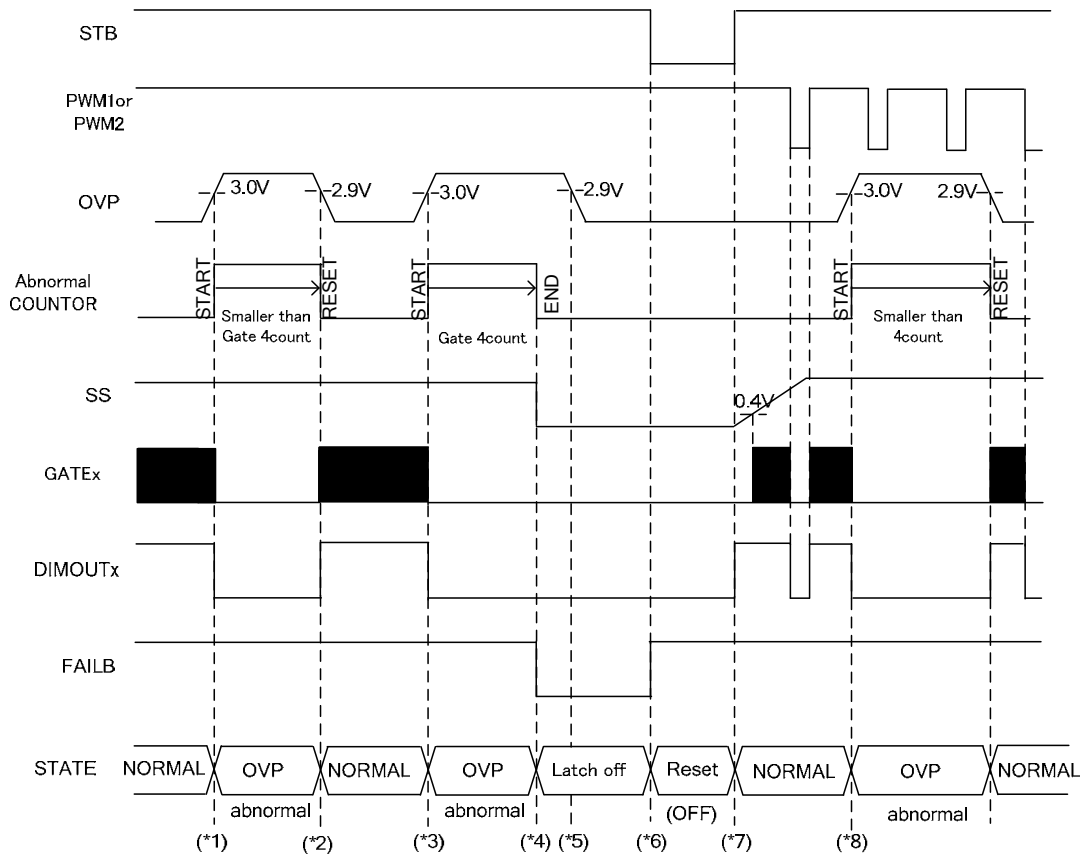 STB
PWM1or
PWM2
OVP
3.0V
2.9V
3.0V
2.9V
3.0V
2.9V
Abnormal
COUNTOR
START
RESET
START
END
START
RESET
Smaller than
Gate 4count
Gate 4count
Smaller than
4count
SS
0.4V
GATEx
DIMOUTx
FAILB
STATE
NORMAL
OVP
NORMAL
OVP
Latch off
Reset
NORMAL
OVP
NORMAL
abnormal
abnormal
(OFF)
abnormal
(*1)
(*2)
(*3)
(*4)
(*5)
(*6)
(*7)
(*8)